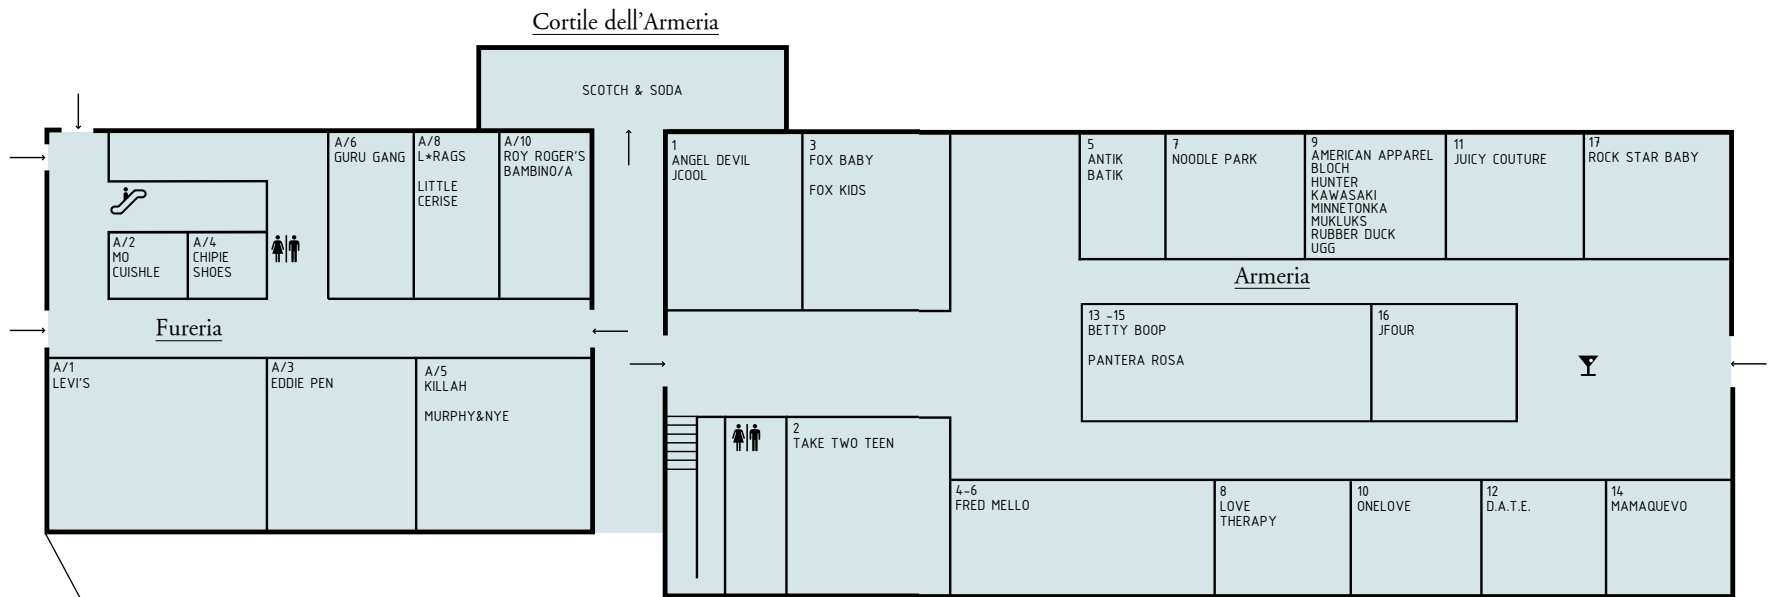 Cortile dell'Armeria
SCOTCH & SODA
A/6
GURU GANG
A/8
L★RAGS
LITTLE
CERISE
A/10
ROY ROGER'S
BAMBINO/A
A/2
MO
CUISHLE
A/4
CHIPIE
SHOES
Fureria
A/1
LEVI'S
A/3
EDDIE PEN
A/5
KILLAH
MURPHY&NYE
1
ANGEL DEVIL
JCOOL
3
FOX BABY
FOX KIDS
5
ANTIK
BATIK
7
NOODLE PARK
9
AMERICAN APPAREL
BLOCH
HUNTER
KAWASAKI
MINNETONKA
MUKLUKS
RUBBER DUCK
UGG
11
JUICY COUTURE
17
ROCK STAR BABY
Armeria
13 -15
BETTY BOOP
PANTERA ROSA
16
JFOUR
2
TAKE TWO TEEN
4-6
FRED MELLO
8
LOVE
THERAPY
10
ONELOVE
12
D.A.T.E.
14
MAMAQUEVO